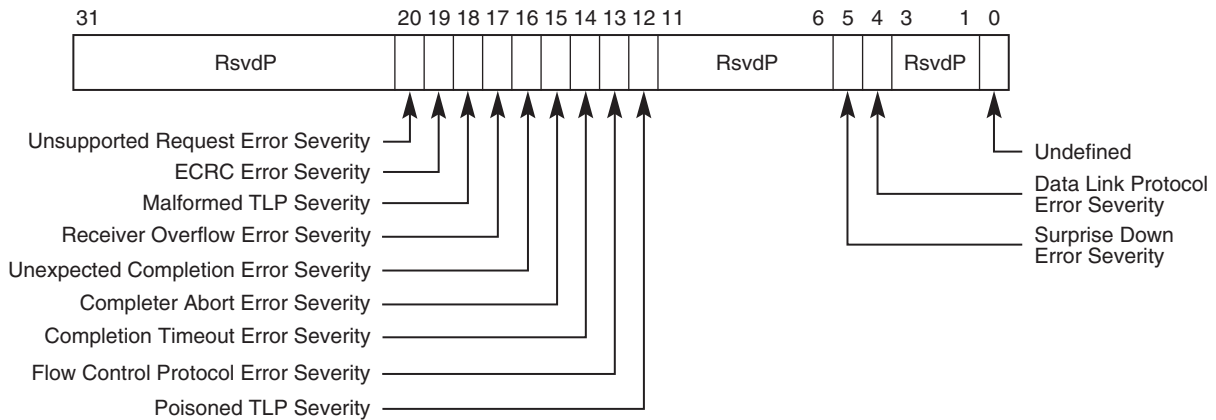 31 20 19 18 17 16 15 14 13 12 11 6 5 4 3 1 0
RsvdP RsvdP RsvdP
Unsupported Request Error Severity
ECRC Error Severity
Malformed TLP Severity
Receiver Overflow Error Severity
Unexpected Completion Error Severity
Completer Abort Error Severity
Completion Timeout Error Severity
Flow Control Protocol Error Severity
Poisoned TLP Severity
Undefined
Data Link Protocol
Error Severity
Surprise Down
Error Severity